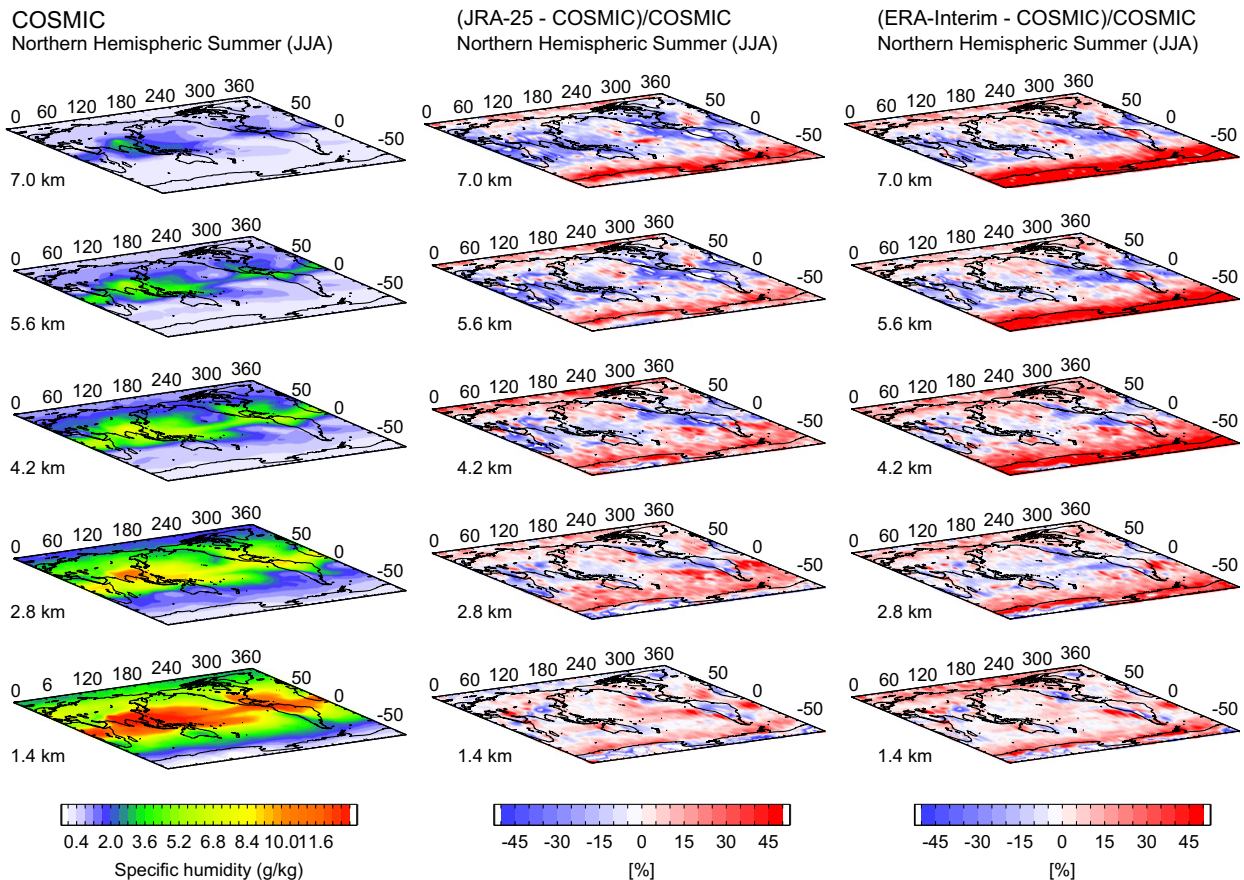 COSMIC
Northern Hemispheric Summer (JJA)
(JRA-25 - COSMIC)/COSMIC
Northern Hemispheric Summer (JJA)
(ERA-Interim - COSMIC)/COSMIC
Northern Hemispheric Summer (JJA)
0 60 120 180 240 300 360
50 0 -50
7.0 km
0 60 120 180 240 300 360
50 0 -50
7.0 km
0 60 120 180 240 300 360
50 0 -50
7.0 km
0 60 120 180 240 300 360
50 0 -50
5.6 km
0 60 120 180 240 300 360
50 0 -50
5.6 km
0 60 120 180 240 300 360
50 0 -50
5.6 km
0 60 120 180 240 300 360
50 0 -50
4.2 km
0 60 120 180 240 300 360
50 0 -50
4.2 km
0 60 120 180 240 300 360
50 0 -50
4.2 km
0 60 120 180 240 300 360
50 0 -50
2.8 km
0 60 120 180 240 300 360
50 0 -50
2.8 km
0 60 120 180 240 300 360
50 0 -50
2.8 km
0 6 120 180 240 300 360
50 0 -50
1.4 km
0 60 120 180 240 300 360
50 0 -50
1.4 km
0 60 120 180 240 300 360
50 0 -50
1.4 km
0.4 2.0 3.6 5.2 6.8 8.4 10.0 11.6
Specific humidity (g/kg)
-45 -30 -15 0 15 30 45
[%]
-45 -30 -15 0 15 30 45
[%]